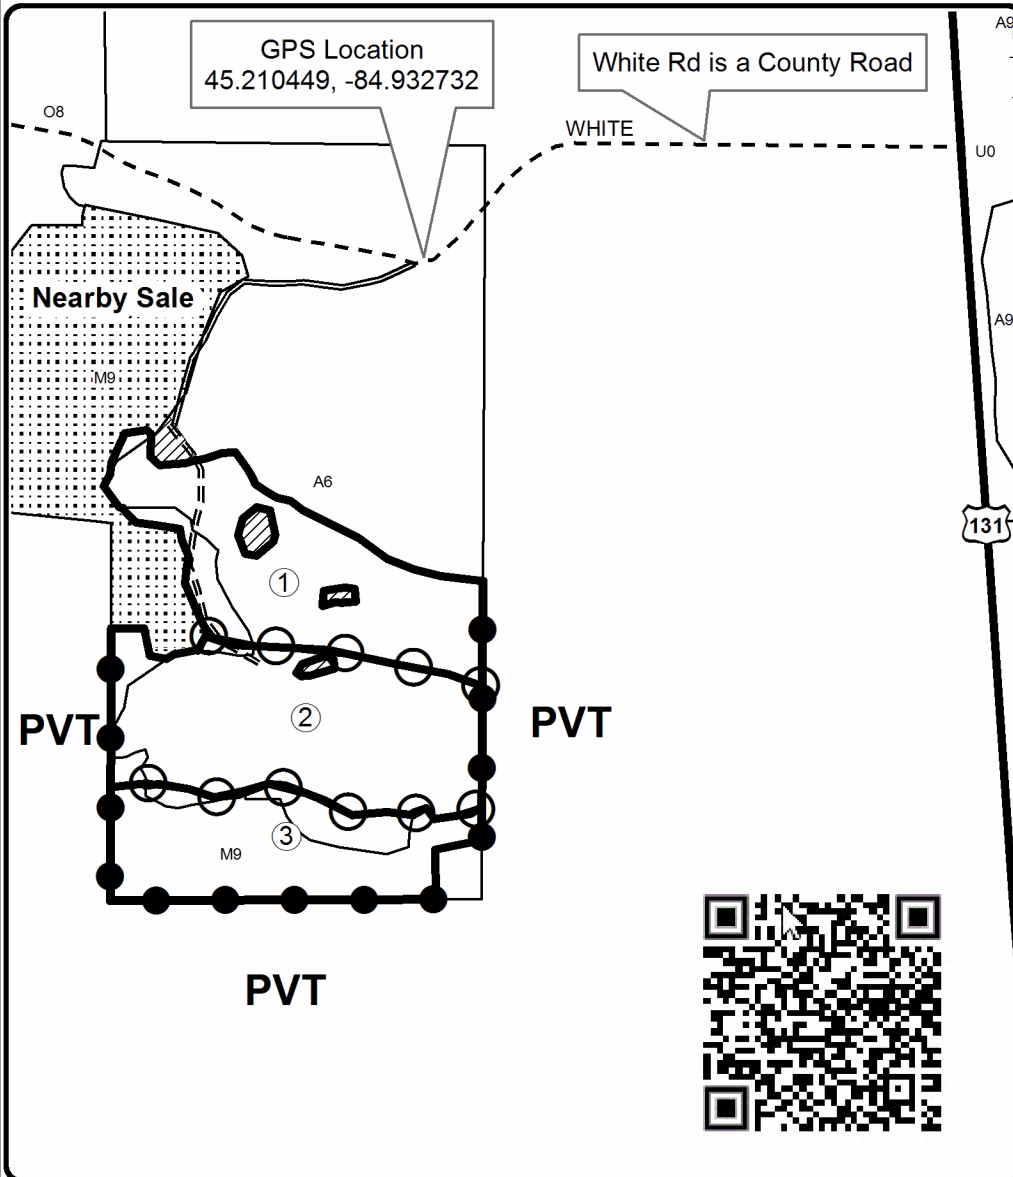 A9
GPS Location
45.210449, -84.932732
White Rd is a County Road
O8
WHITE
U0
Nearby Sale
A9
M9
A6
131
1
PVT
2
PVT
3
M9
PVT